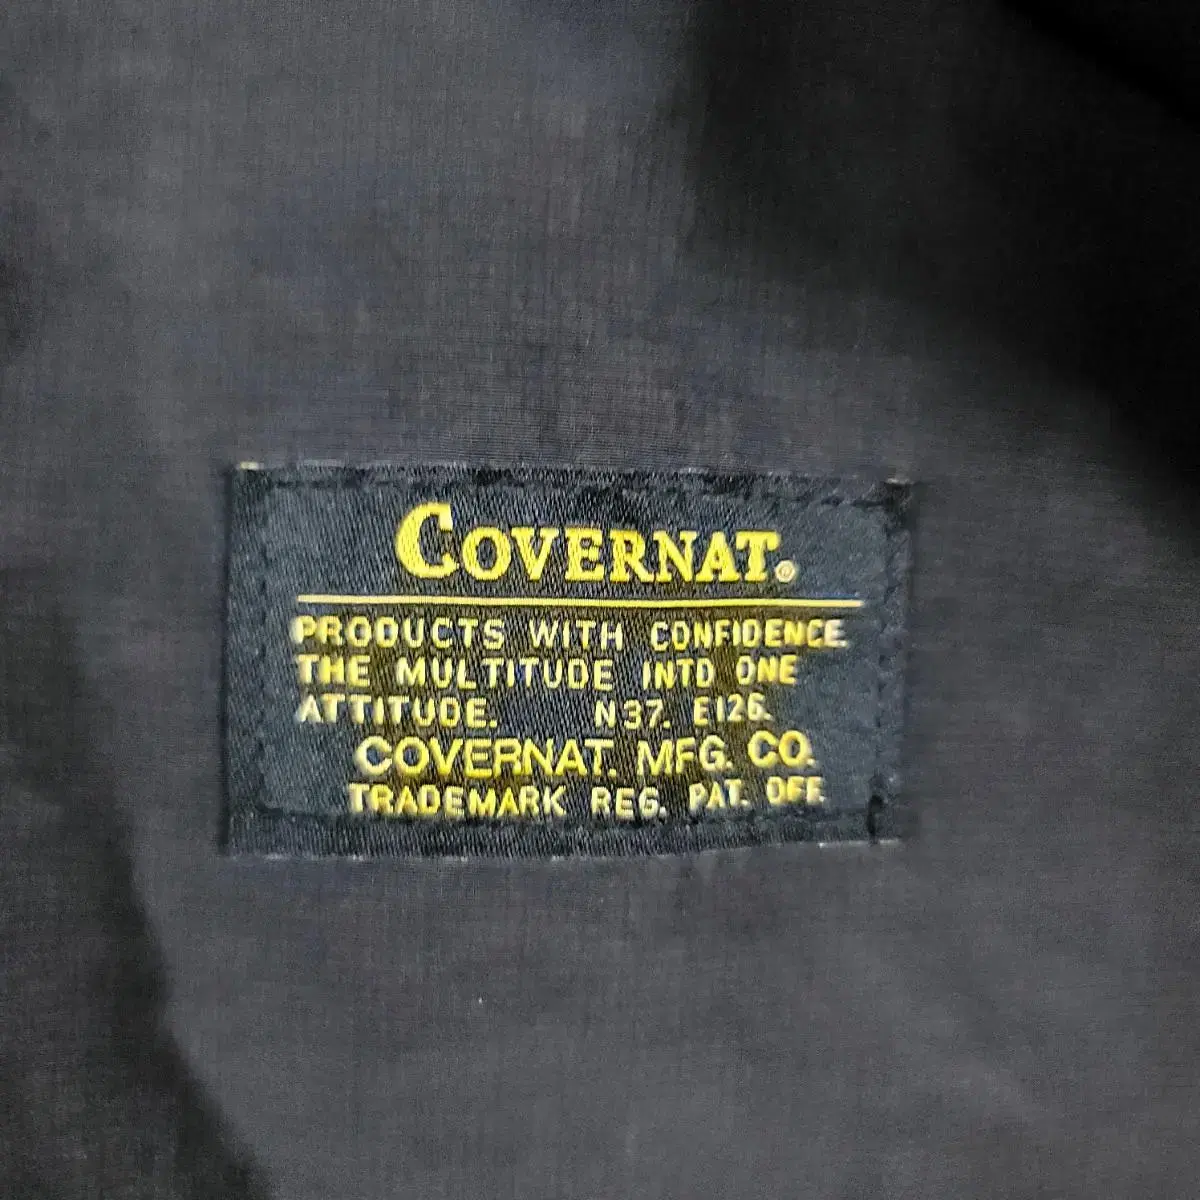 COVERNAT.®
PRODUCTS WITH CONFIDENCE
THE MULTITUDE INTO ONE
ATTITUDE. N37. E126.
COVERNAT. MFG. CO.
TRADEMARK REG. PAT. OFF.